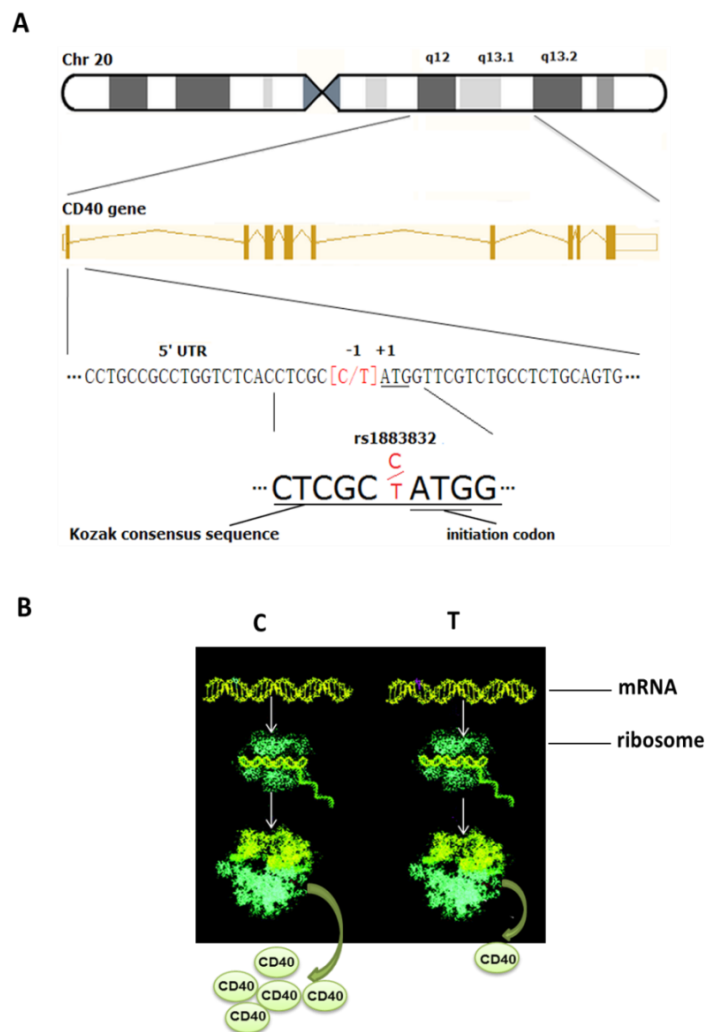 A
Chr 20
q12 q13.1 q13.2
CD40 gene
5' UTR -1 +1
···CCTGCCGCCTGGTCTCACCTCGC[C/T]ATGGTTCGTCTGCCTCTGCAGTG···
rs1883832
C
···CTCGC / ATGG···
T
Kozak consensus sequence initiation codon
B
C T
mRNA
ribosome
CD40
CD40
CD40 CD40 CD40
CD40